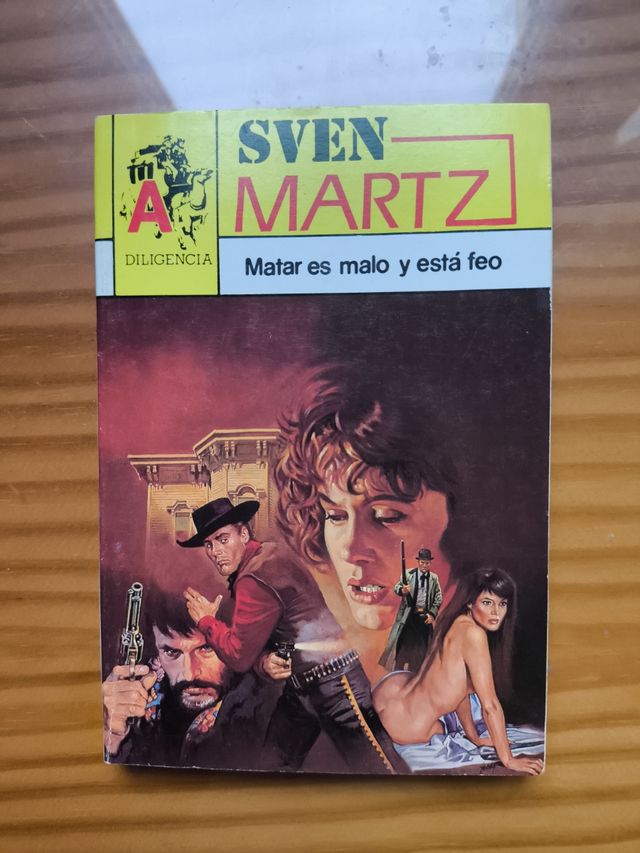 SVEN
MARTZ
A
DILIGENCIA
Matar es malo y está feo